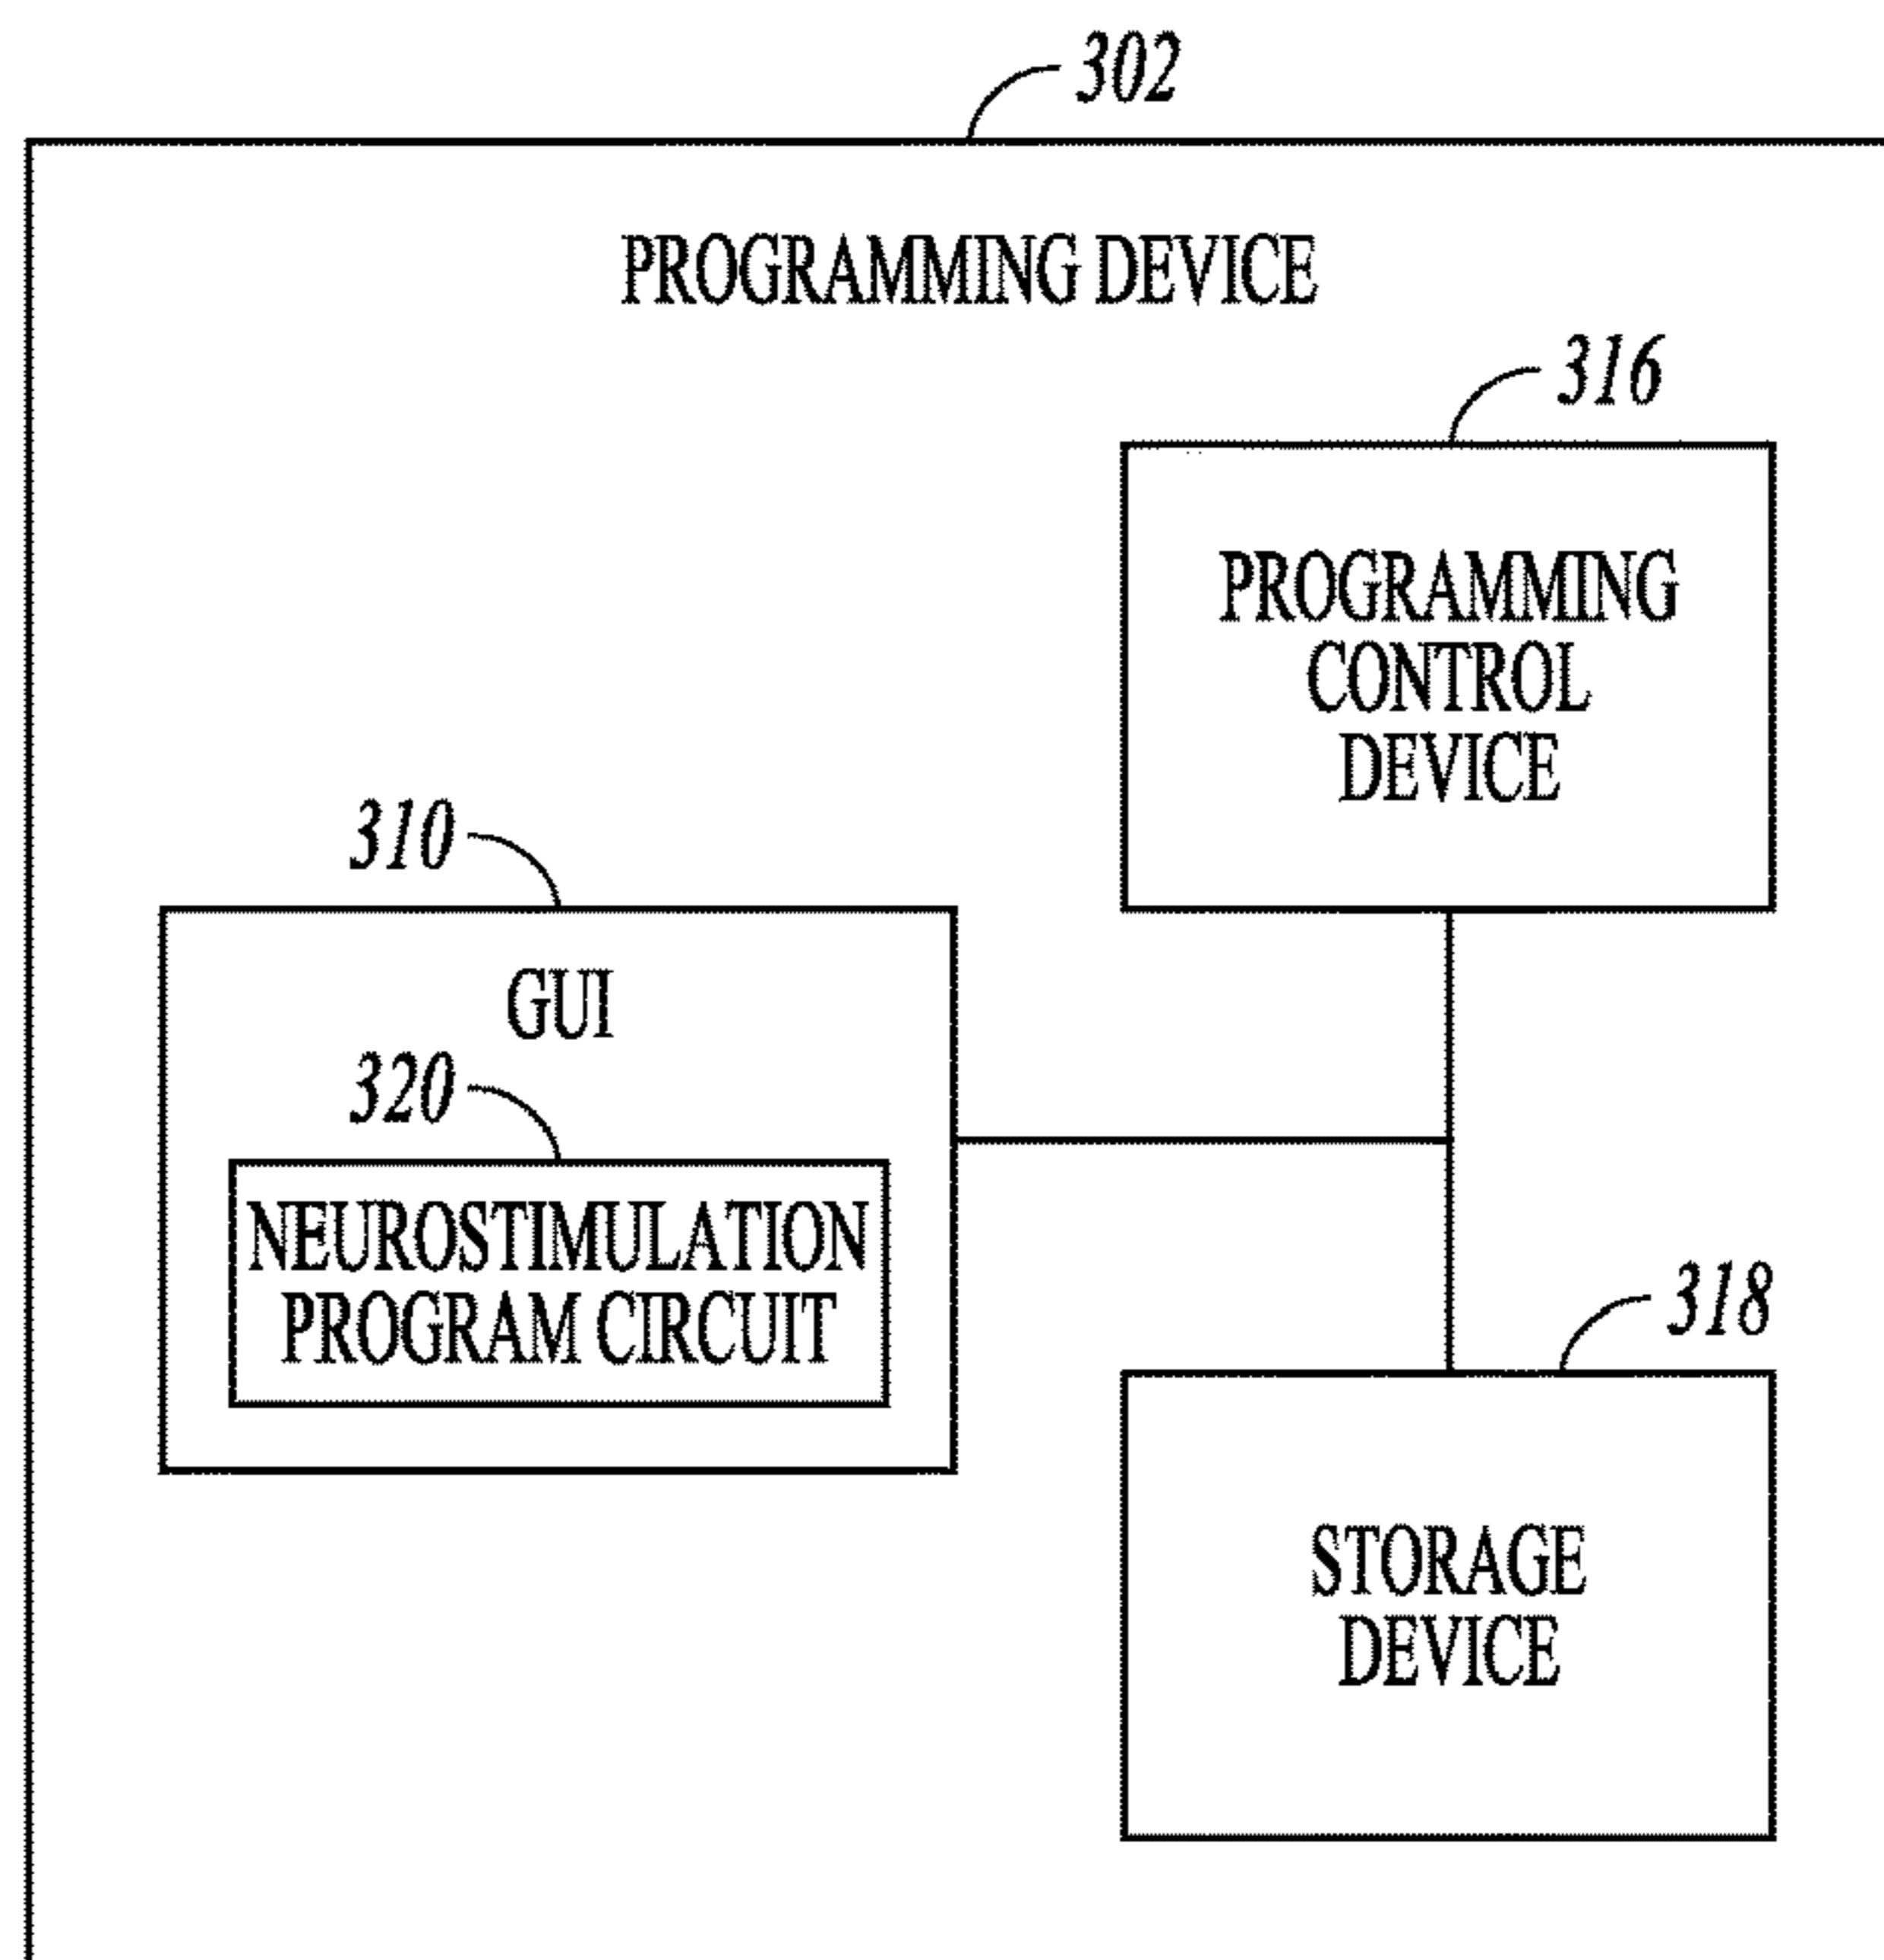 302
PROGRAMMING DEVICE
316
PROGRAMMING
CONTROL
DEVICE
310
GUI
320
NEUROSTIMULATION
PROGRAM CIRCUIT
318
STORAGE
DEVICE